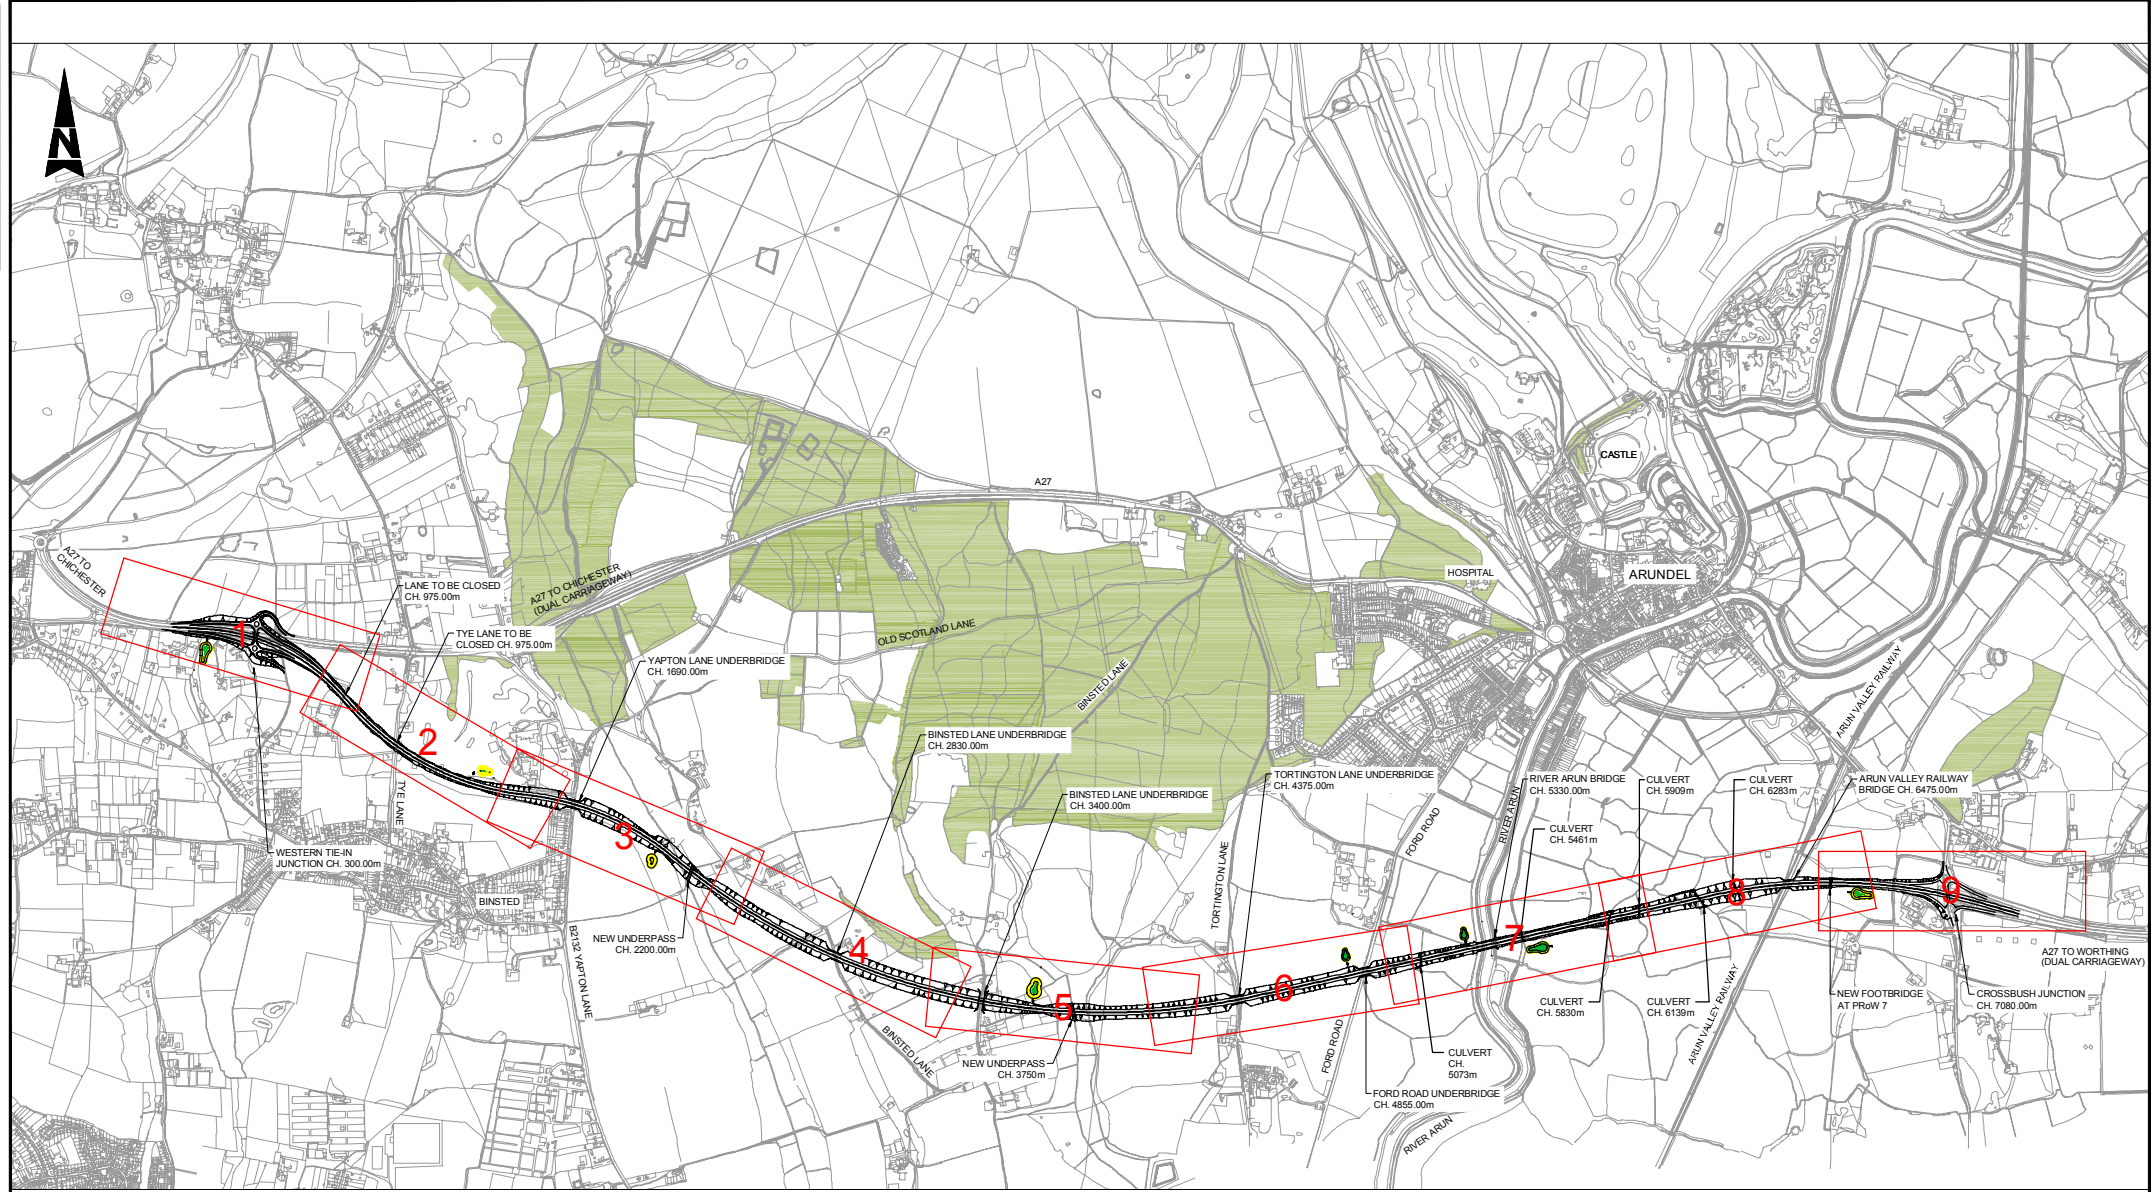 N
A27
CASTLE
A27 TO
CHICHESTER
LANE TO BE CLOSED
CH. 975.00m
A27 TO CHICHESTER
(DUAL CARRIAGEWAY)
HOSPITAL
ARUNDEL
1
TYE LANE TO BE
CLOSED CH. 975.00m
OLD SCOTLAND LANE
YAPTON LANE UNDERBRIDGE
CH. 1690.00m
BINSTED LANE
ARUN VALLEY RAILWAY
2
BINSTED LANE UNDERBRIDGE
CH. 2830.00m
TORTINGTON LANE UNDERBRIDGE
CH. 4375.00m
RIVER ARUN BRIDGE
CH. 5330.00m
CULVERT
CH. 5909m
CULVERT
CH. 6283m
ARUN VALLEY RAILWAY
BRIDGE CH. 6475.00m
TYE LANE
BINSTED LANE UNDERBRIDGE
CH. 3400.00m
FORD ROAD
RIVER ARUN
CULVERT
CH. 5461m
3
WESTERN TIE-IN
JUNCTION CH. 300.00m
BINSTED
TORTINGTON LANE
8
9
B2132 YAPTON LANE
NEW UNDERPASS
CH. 2200.00m
4
7
A27 TO WORTHING
(DUAL CARRIAGEWAY)
6
5
CULVERT
CH. 5830m
CULVERT
CH. 6139m
ARUN VALLEY RAILWAY
NEW FOOTBRIDGE
AT PRoW 7
CROSSBUSH JUNCTION
CH. 7080.00m
BINSTED LANE
NEW UNDERPASS
CH. 3750m
FORD ROAD
CULVERT
CH.
5073m
FORD ROAD UNDERBRIDGE
CH. 4855.00m
RIVER ARUN